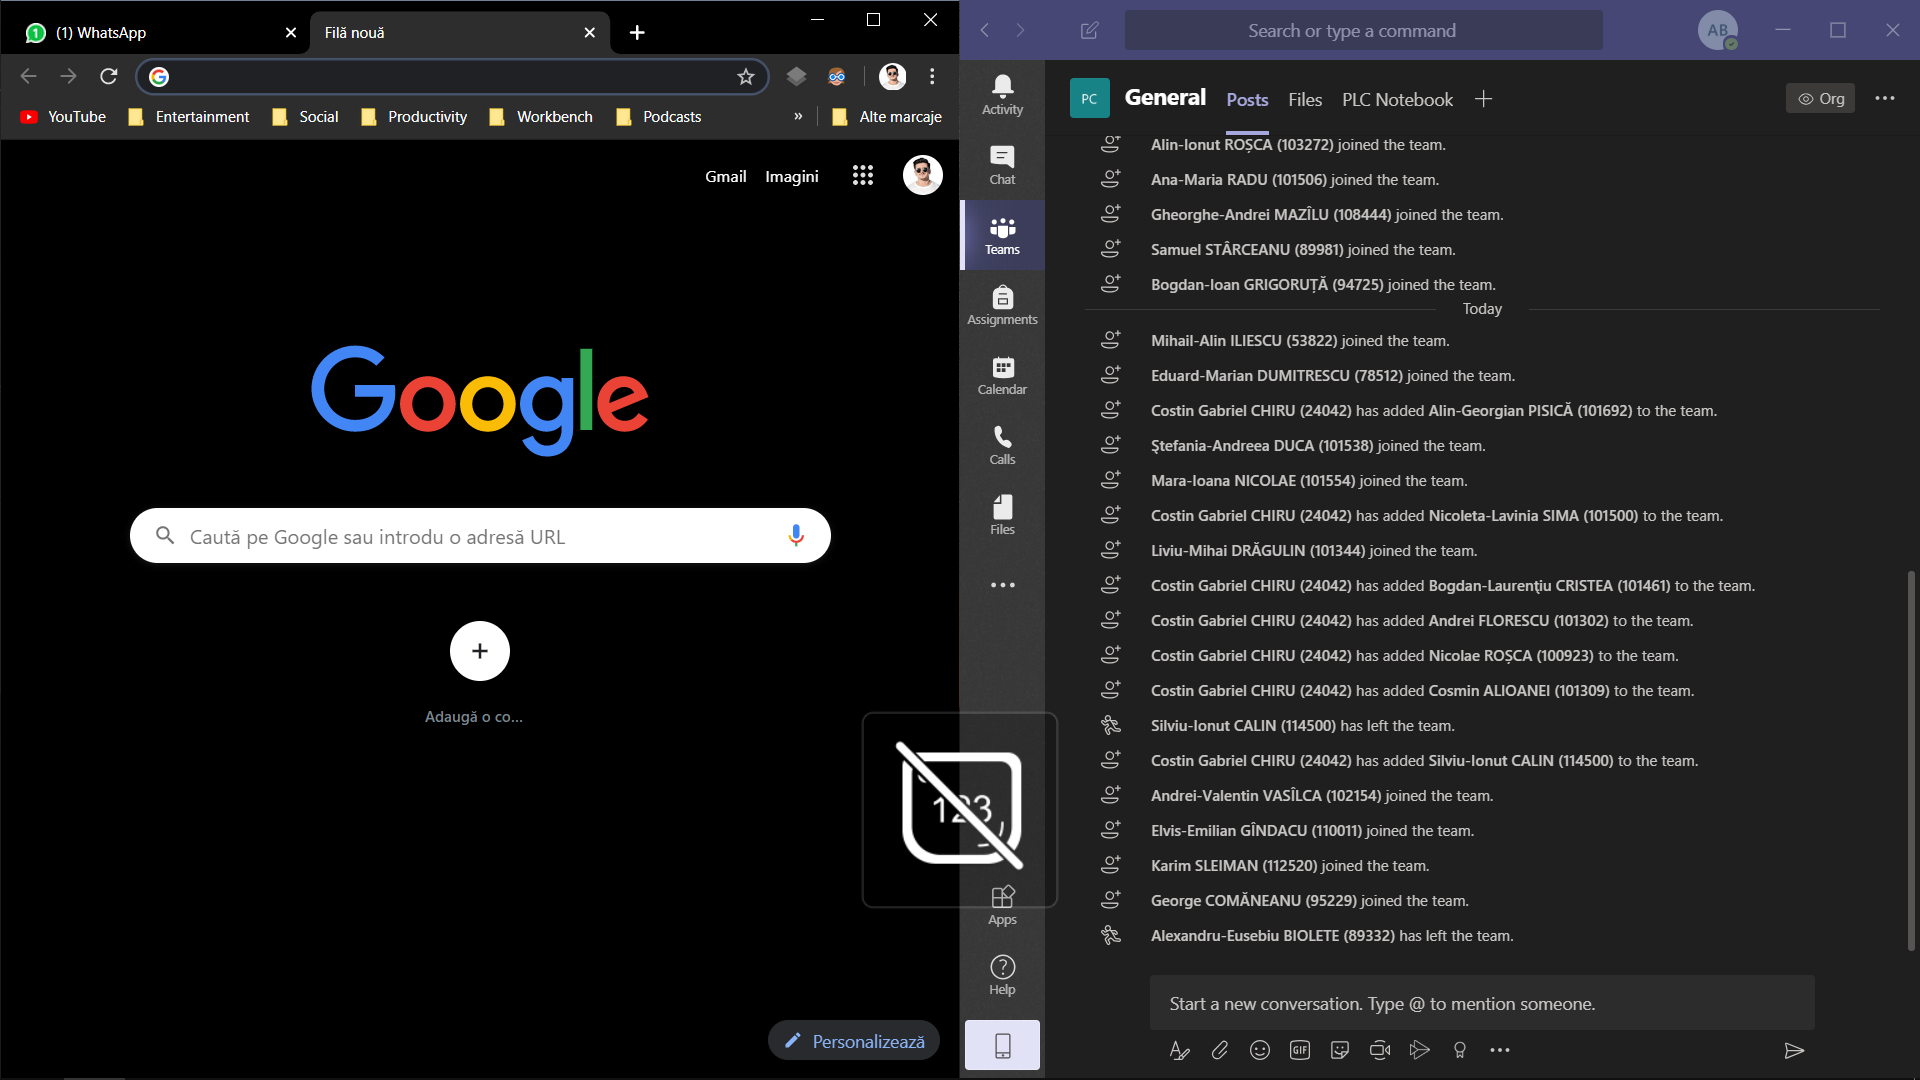 (1) WhatsApp
Filă nouă
YouTube
Entertainment
Social
Productivity
Workbench
Podcasts
»
Alte marcaje
Gmail
Imagini
Google
Caută pe Google sau introdu o adresă URL
Adaugă o co...
Personalizează
123
Search or type a command
AB
Activity
Chat
Teams
Assignments
Calendar
Calls
Files
Apps
Help
PC
General
Posts
Files
PLC Notebook
Org
Alin-Ionut ROȘCA (103272) joined the team.
Ana-Maria RADU (101506) joined the team.
Gheorghe-Andrei MAZÎLU (108444) joined the team.
Samuel STÂRCEANU (89981) joined the team.
Bogdan-Ioan GRIGORUȚĂ (94725) joined the team.
Today
Mihail-Alin ILIESCU (53822) joined the team.
Eduard-Marian DUMITRESCU (78512) joined the team.
Costin Gabriel CHIRU (24042) has added Alin-Georgian PISICĂ (101692) to the team.
Ştefania-Andreea DUCA (101538) joined the team.
Mara-Ioana NICOLAE (101554) joined the team.
Costin Gabriel CHIRU (24042) has added Nicoleta-Lavinia SIMA (101500) to the team.
Liviu-Mihai DRĂGULIN (101344) joined the team.
Costin Gabriel CHIRU (24042) has added Bogdan-Laurenţiu CRISTEA (101461) to the team.
Costin Gabriel CHIRU (24042) has added Andrei FLORESCU (101302) to the team.
Costin Gabriel CHIRU (24042) has added Nicolae ROȘCA (100923) to the team.
Costin Gabriel CHIRU (24042) has added Cosmin ALIOANEI (101309) to the team.
Silviu-Ionut CALIN (114500) has left the team.
Costin Gabriel CHIRU (24042) has added Silviu-Ionut CALIN (114500) to the team.
Andrei-Valentin VASÎLCA (102154) joined the team.
Elvis-Emilian GÎNDACU (110011) joined the team.
Karim SLEIMAN (112520) joined the team.
George COMĂNEANU (95229) joined the team.
Alexandru-Eusebiu BIOLETE (89332) has left the team.
Start a new conversation. Type @ to mention someone.
GIF